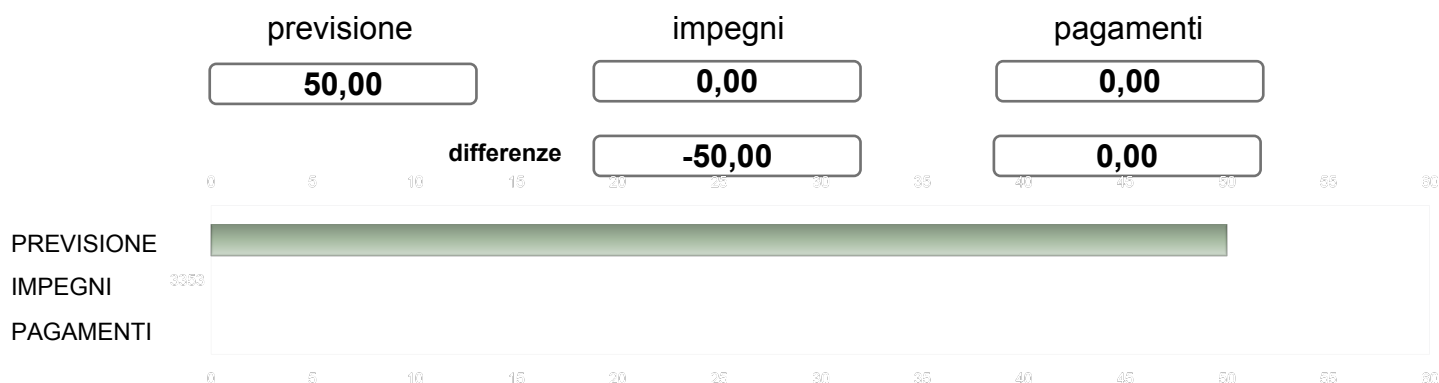 previsione impegni pagamenti
50,00 0,00 0,00
differenze -50,00 0,00
0 5 10 15 20 25 30 35 40 45 50 55 60
PREVISIONE
3353
IMPEGNI
PAGAMENTI
0 5 10 15 20 25 30 35 40 45 50 55 60